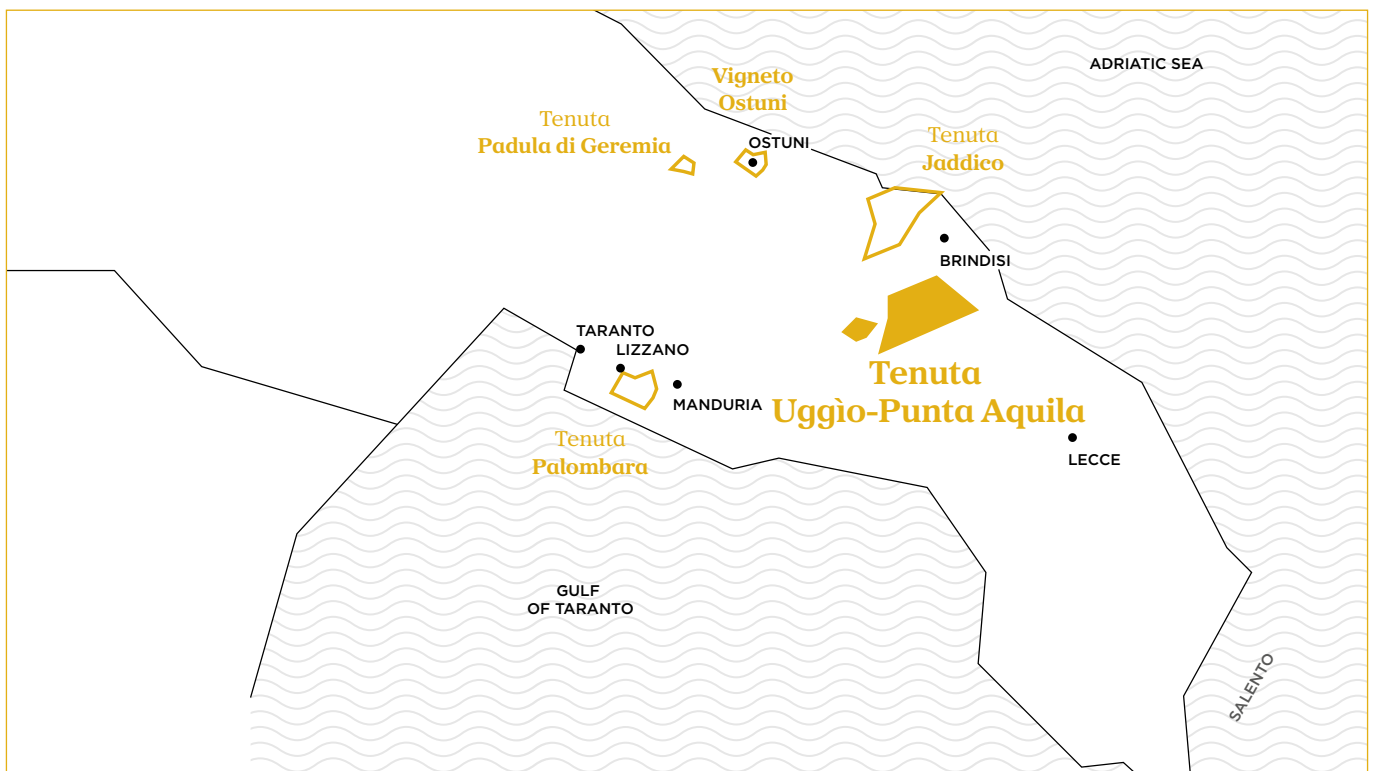 ADRIATIC SEA
Vigneto
Ostuni
Tenuta
Padula di Geremia
OSTUNI
Tenuta
Jaddico
BRINDISI
TARANTO
LIZZANO
MANDURIA
Tenuta
Uggìo-Punta Aquila
Tenuta
Palombara
LECCE
GULF
OF TARANTO
SALENTO